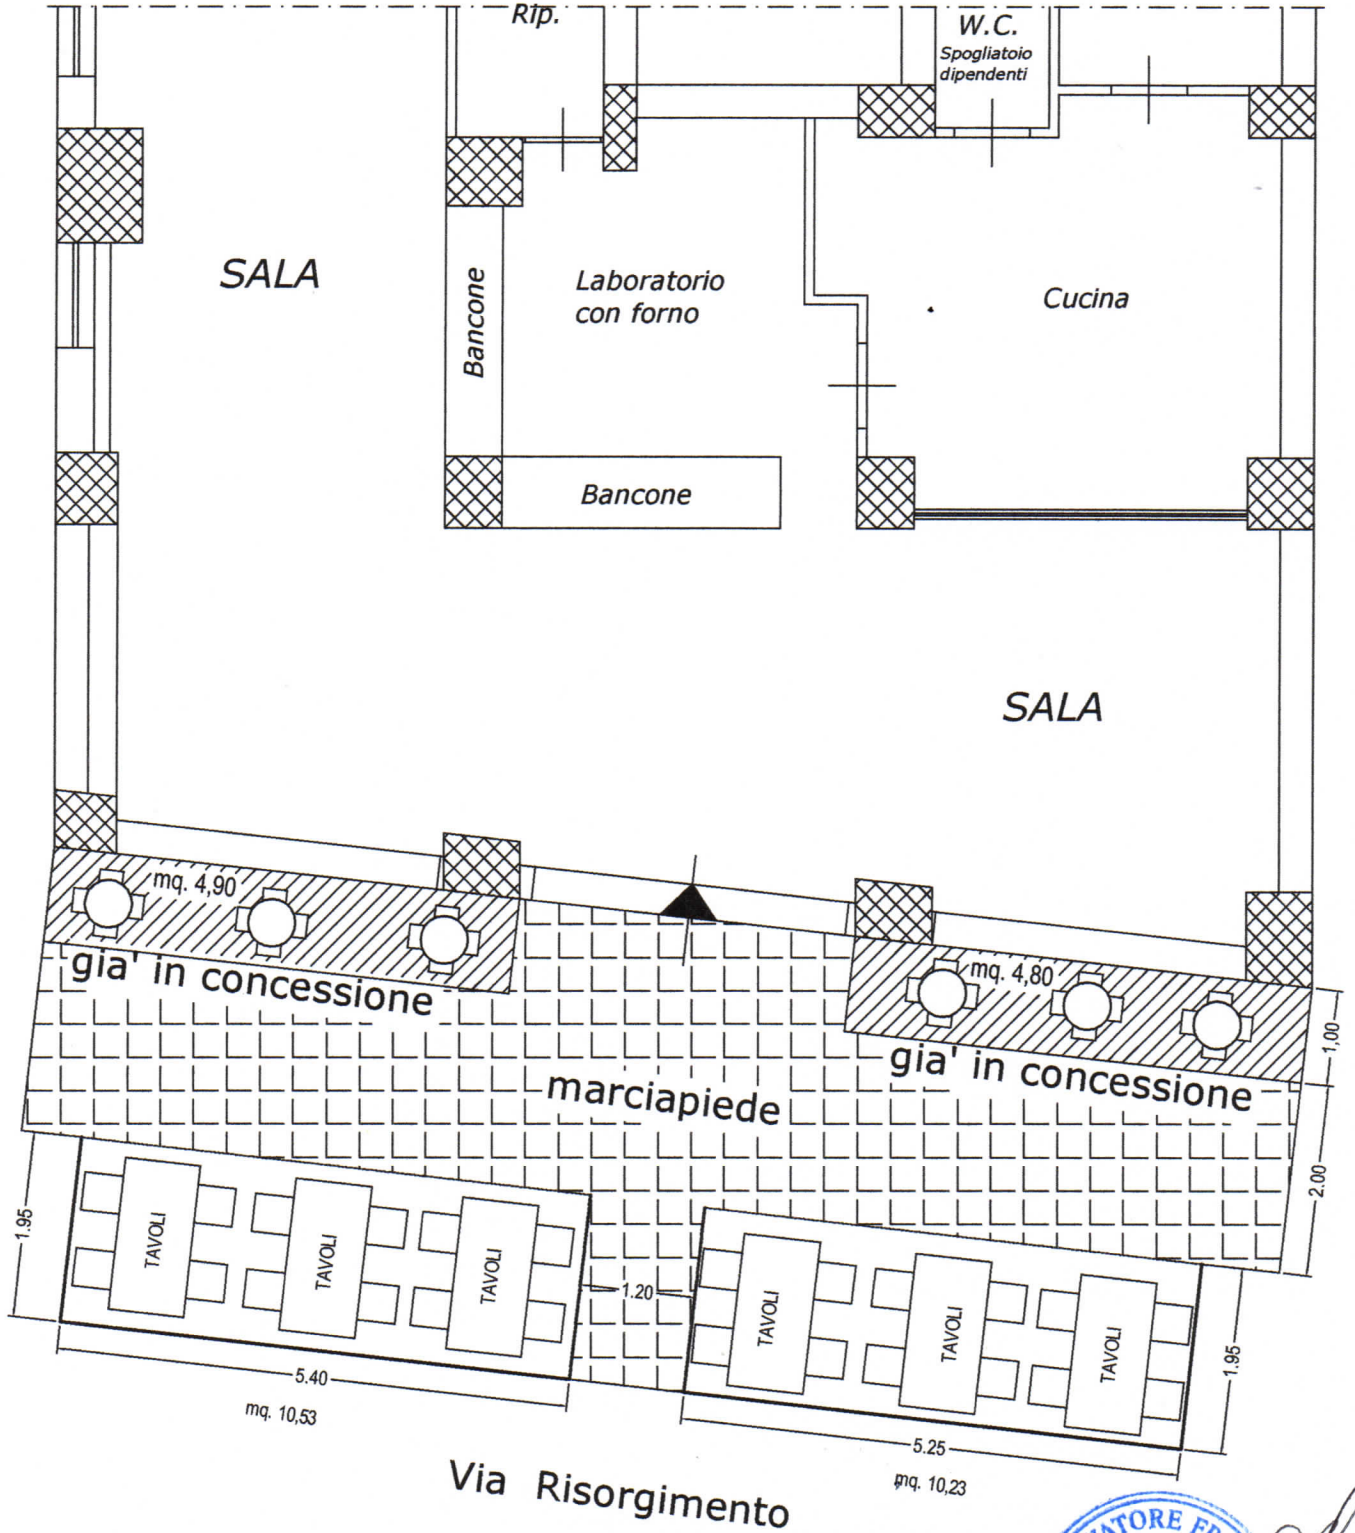 Rip.
W.C.
Spogliatoio
dipendenti
SALA
Bancone
Laboratorio
con forno
Cucina
Bancone
SALA
mq. 4,90
già' in concessione
mq. 4,80
già' in concessione
1,00
marciapiede
2.00
1.95
TAVOLI
TAVOLI
TAVOLI
1.20
TAVOLI
TAVOLI
TAVOLI
1.95
5.40
mq. 10,53
5.25
mq. 10,23
Via Risorgimento